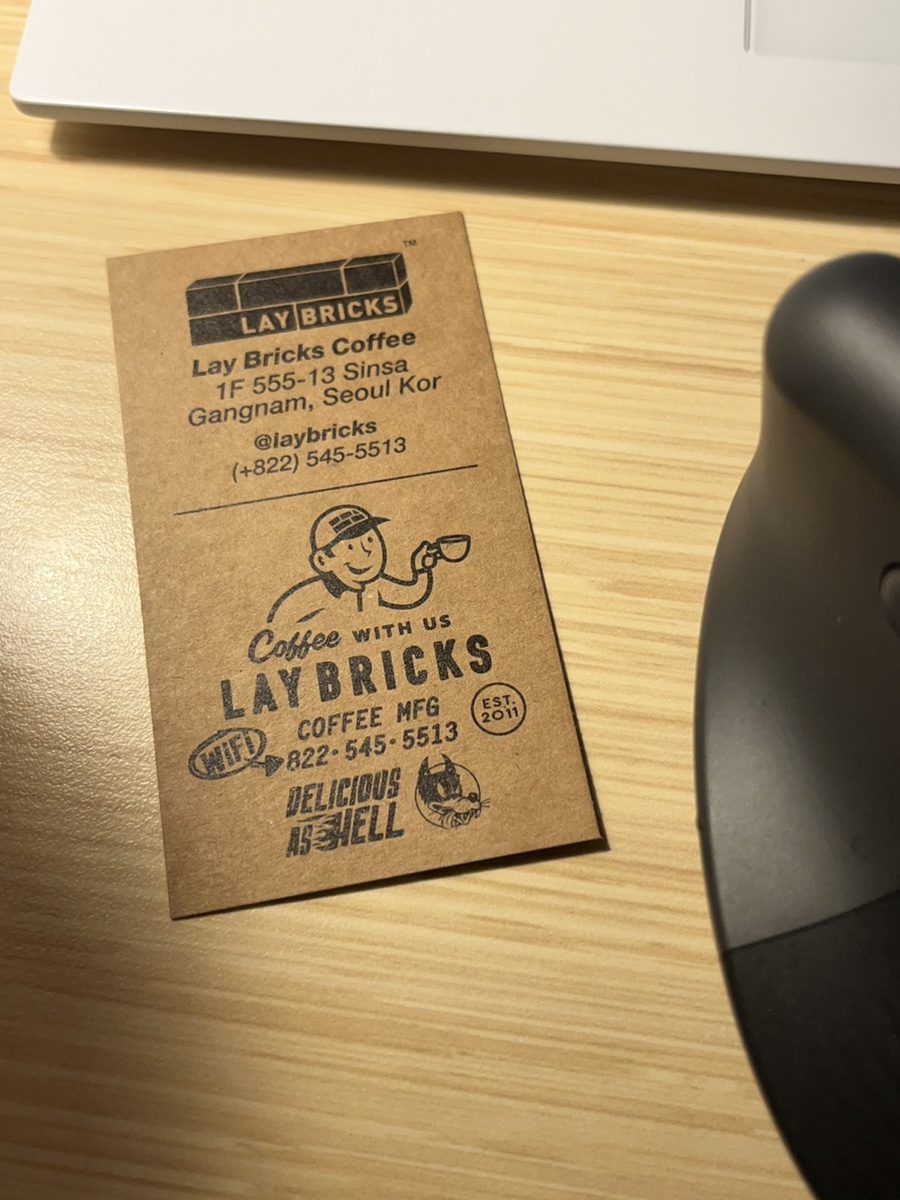 LAY BRICKS ™
Lay Bricks Coffee
1F 555-13 Sinsa
Gangnam, Seoul Kor
@laybricks
(+822) 545-5513
Coffee WITH US
LAY BRICKS
COFFEE MFG
EST.
2011
WiFi
822·545·5513
DELICIOUS
AS HELL